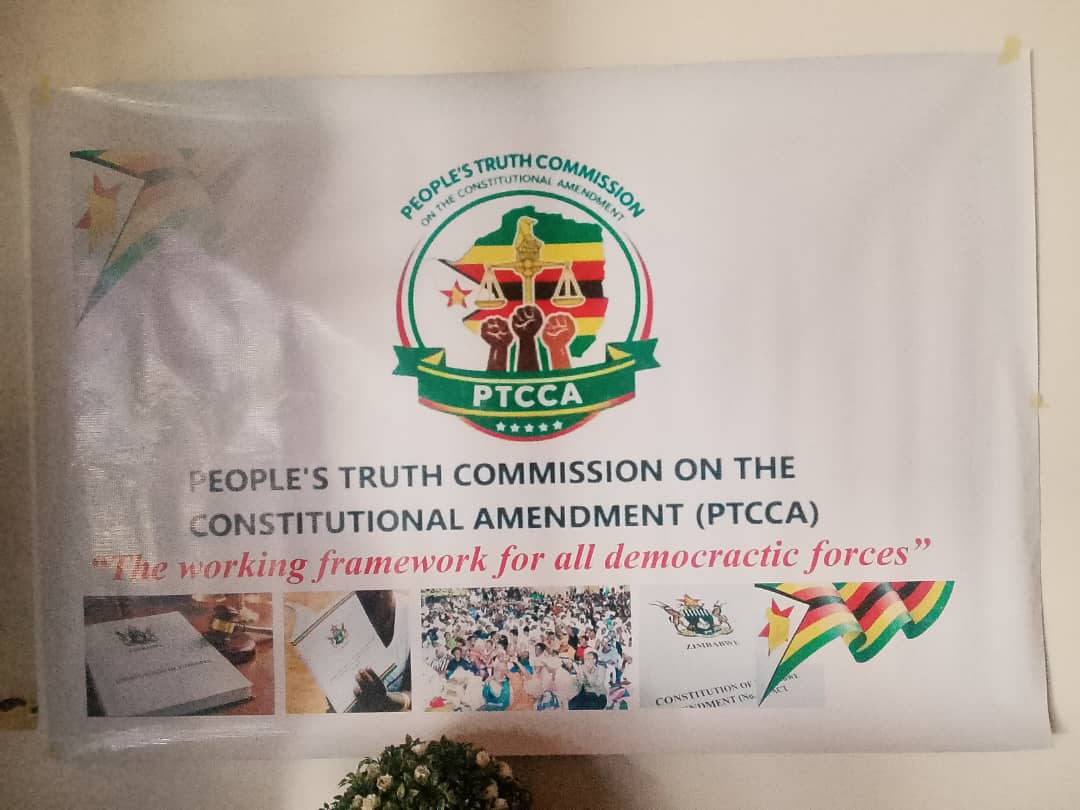 PEOPLE'S TRUTH COMMISSION
ON THE CONSTITUTIONAL AMENDMENT
PTCCA
PEOPLE'S TRUTH COMMISSION ON THE
CONSTITUTIONAL AMENDMENT (PTCCA)
“The working framework for all democractic forces”
ZIMBABWE
CONSTITUTION OF